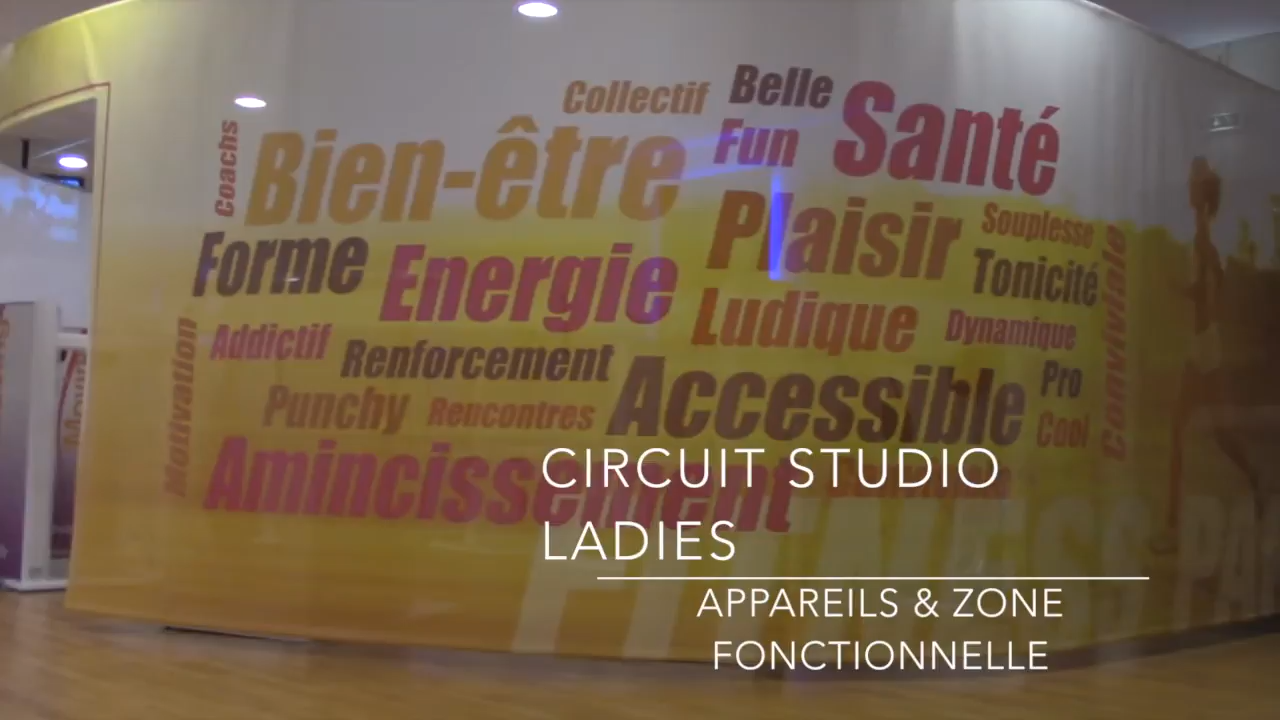 Collectif
Belle
Coachs
Bien-être
Fun
Santé
Forme
Energie
Plaisir
Souplesse
Tonicité
Conviviale
Motivation
Addictif
Renforcement
Ludique
Dynamique
Punchy
Rencontres
Accessible
Pro
Cool
Amincissement
CIRCUIT STUDIO
LADIES
APPAREILS & ZONE
FONCTIONNELLE